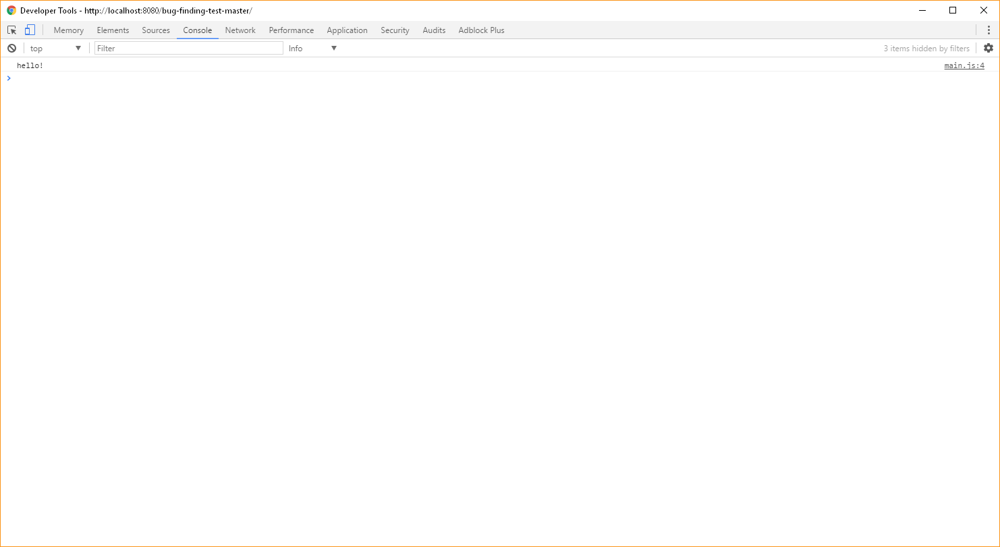 Developer Tools - http://localhost:8080/bug-finding-test-master/
Memory Elements Sources Console Network Performance Application Security Audits Adblock Plus
top Filter Info 3 items hidden by filters
hello! main.js:4